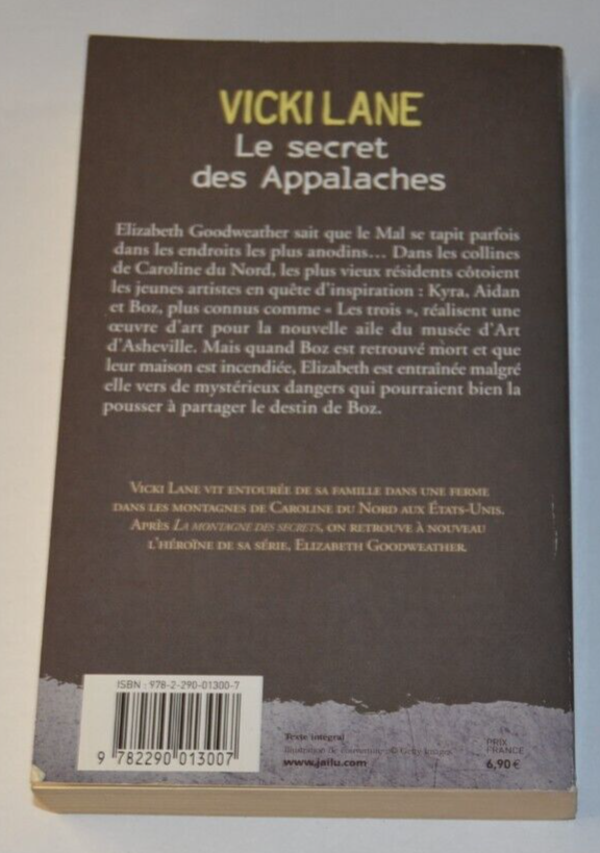 VICKI LANE
Le secret
des Appalaches
Elizabeth Goodweather sait que le Mal se tapit parfois
dans les endroits les plus anodins... Dans les collines
de Caroline du Nord, les plus vieux résidents côtoient
les jeunes artistes en quête d'inspiration : Kyra, Aidan
et Boz, plus connus comme « Les trois », réalisent une
œuvre d'art pour la nouvelle aile du musée d'Art
d'Asheville. Mais quand Boz est retrouvé mort et que
leur maison est incendiée, Elizabeth est entraînée malgré
elle vers de mystérieux dangers qui pourraient bien la
pousser à partager le destin de Boz.
VICKI LANE VIT ENTOURÉE DE SA FAMILLE DANS UNE FERME
DANS LES MONTAGNES DE CAROLINE DU NORD AUX ÉTATS-UNIS.
APRÈS LA MONTAGNE DES SECRETS, ON RETROUVE À NOUVEAU
L'HÉROÏNE DE SA SÉRIE, ELIZABETH GOODWEATHER.
ISBN : 978-2-290-01300-7
9 782290 013007
Texte intégral
Illustration de couverture : © Getty Images
www.jailu.com
PRIX
FRANCE
6,90 €